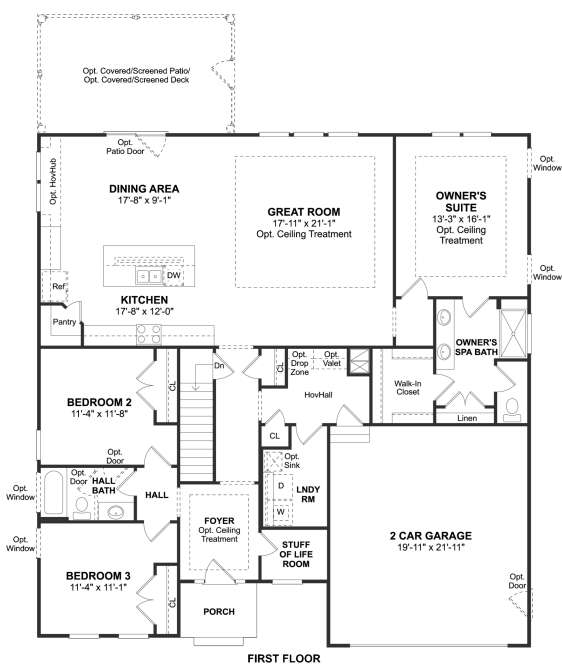 Opt. Covered/Screened Patio/
Opt. Covered/Screened Deck
Opt.
Patio Door
Opt. HovHub
DINING AREA
17'-8" x 9'-1"
GREAT ROOM
17'-11" x 21'-1"
Opt. Ceiling Treatment
OWNER'S
SUITE
13'-3" x 16'-1"
Opt. Ceiling
Treatment
Opt.
Window
Opt.
Window
DW
Ref
KITCHEN
17'-8" x 12'-0"
Pantry
OWNER'S
SPA BATH
Dn
CL
Opt.
Drop
Zone
Opt.
Valet
HovHall
Walk-In
Closet
Linen
CL
BEDROOM 2
11'-4" x 11'-8"
CL
Opt.
Door
Opt.
Door
HALL
BATH
HALL
Opt.
Window
Opt.
Sink
D
W
LNDY
RM
FOYER
Opt. Ceiling
Treatment
STUFF
OF LIFE
ROOM
2 CAR GARAGE
19'-11" x 21'-11"
Opt.
Window
BEDROOM 3
11'-4" x 11'-1"
CL
Opt.
Door
PORCH
FIRST FLOOR